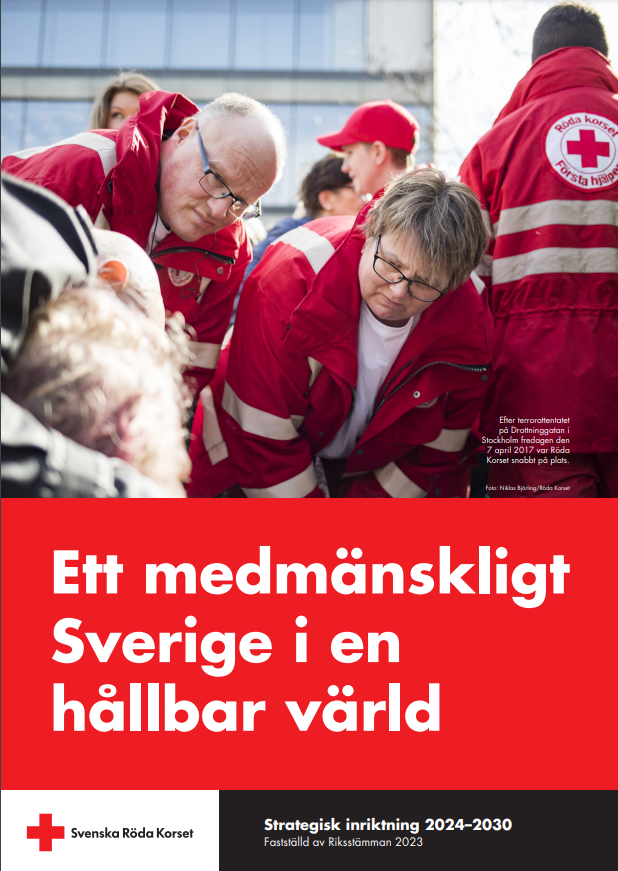 Röda korset
Första hjälpen
Efter terrorattentatet
på Drottninggatan i
Stockholm fredagen den
7 april 2017 var Röda
Korset snabbt på plats.
Foto: Niklas Björling/Röda Korset
Ett medmänskligt
Sverige i en
hållbar värld
Svenska Röda Korset
Strategisk inriktning 2024–2030
Fastställd av Riksstämman 2023